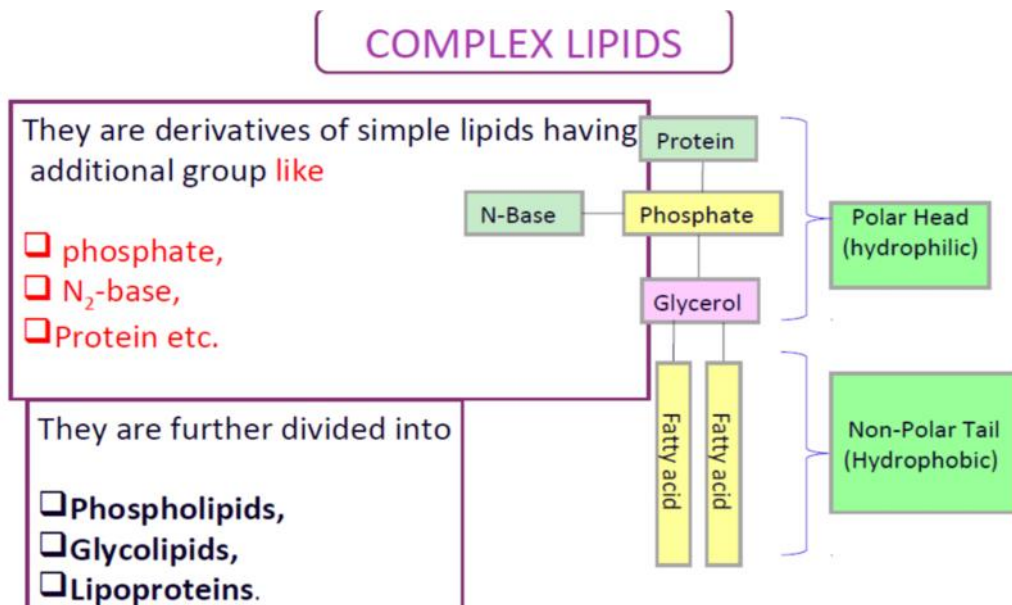 COMPLEX LIPIDS
They are derivatives of simple lipids having
additional group like
phosphate,
N₂-base,
Protein etc.
They are further divided into
Phospholipids,
Glycolipids,
Lipoproteins.
Protein
N-Base
Phosphate
Glycerol
Fatty acid
Fatty acid
Polar Head
(hydrophilic)
Non-Polar Tail
(Hydrophobic)